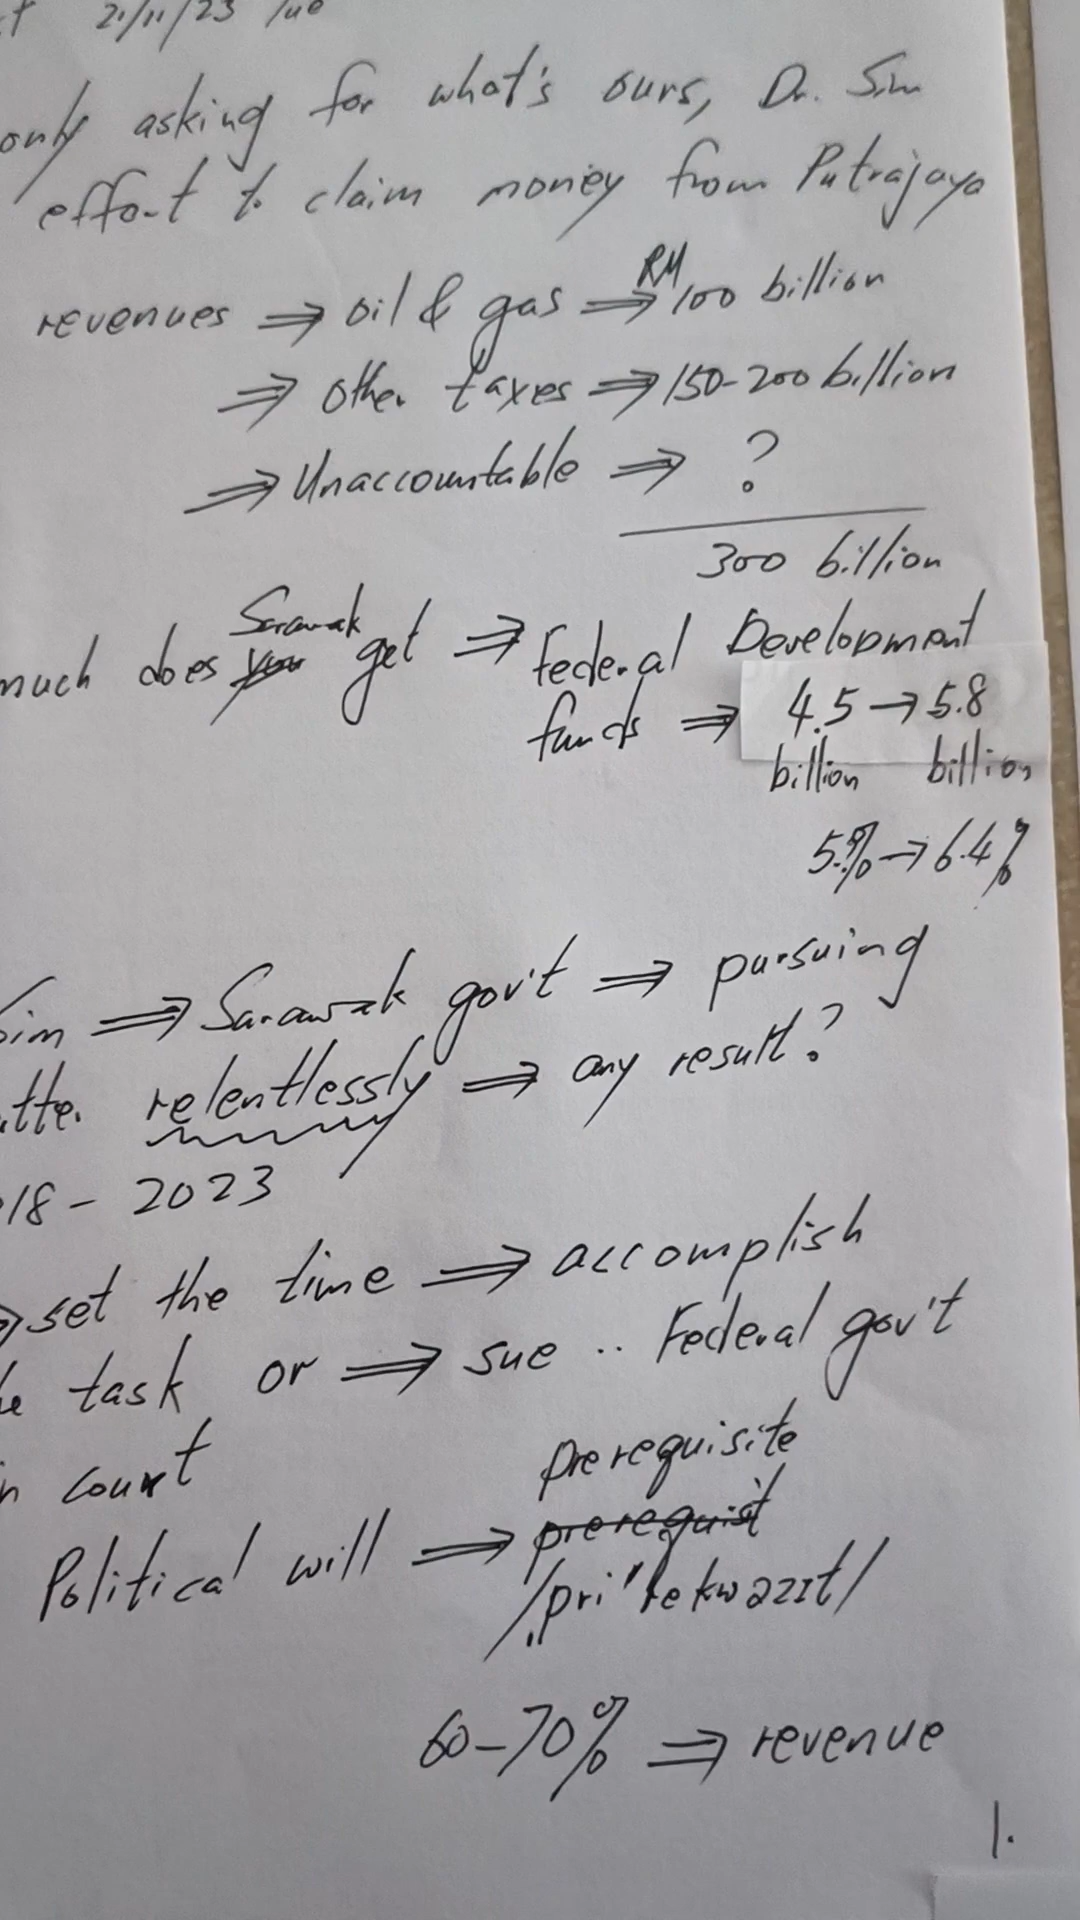 21/11/23 Tue
only asking for what's ours, Dr. Sim
effort to claim money from Putrajaya
revenues ⇒ oil & gas ⇒ RM 100 billion
⇒ other taxes ⇒ 150-200 billion
⇒ Unaccountable ⇒ ?
300 billion
much does Sarawak get ⇒ Federal Development
funds ⇒ 4.5 → 5.8
billion billion
5.% → 6.4%
Sim ⇒ Sarawak gov't ⇒ pursuing
relentlessly ⇒ any result?
18 - 2023
⇒ set the time ⇒ accomplish
task or ⇒ sue .. Federal gov't
court
prerequisite
Political will ⇒ prerequist
60-70% ⇒ revenue
1.